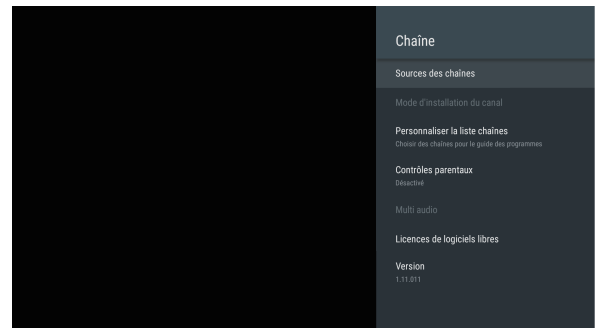 Chaîne
Sources des chaînes
Mode d'installation du canal
Personnaliser la liste chaînes
Choisir des chaînes pour le guide des programmes
Contrôles parentaux
Désactivé
Multi audio
Licences de logiciels libres
Version
1.11.011